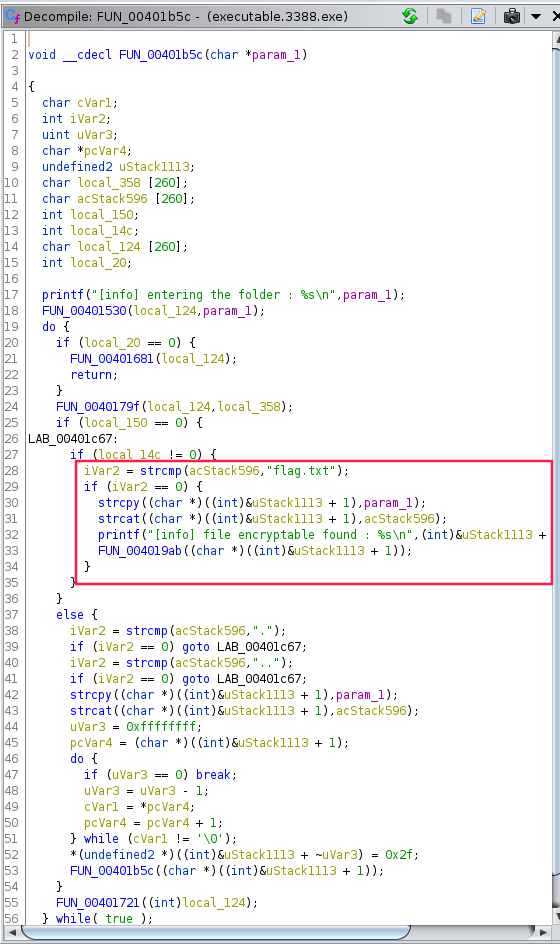 Decompile: FUN_00401b5c - (executable.3388.exe)
1
2 void __cdecl FUN_00401b5c(char *param_1)
3
4 {
5 char cVar1;
6 int iVar2;
7 uint uVar3;
8 char *pcVar4;
9 undefined2 uStack1113;
10 char local_358 [260];
11 char acStack596 [260];
12 int local_150;
13 int local_14c;
14 char local_124 [260];
15 int local_20;
16
17 printf("[info] entering the folder : %s\n",param_1);
18 FUN_00401530(local_124,param_1);
19 do {
20 if (local_20 == 0) {
21 FUN_00401681(local_124);
22 return;
23 }
24 FUN_0040179f(local_124,local_358);
25 if (local_150 == 0) {
26 LAB_00401c67:
27 if (local_14c != 0) {
28 iVar2 = strcmp(acStack596,"flag.txt");
29 if (iVar2 == 0) {
30 strcpy((char *)((int)&uStack1113 + 1),param_1);
31 strcat((char *)((int)&uStack1113 + 1),acStack596);
32 printf("[info] file encryptable found : %s\n",(int)&uStack1113 +
33 FUN_004019ab((char *)((int)&uStack1113 + 1));
34 }
35 }
36 }
37 else {
38 iVar2 = strcmp(acStack596,".");
39 if (iVar2 == 0) goto LAB_00401c67;
40 iVar2 = strcmp(acStack596,"..");
41 if (iVar2 == 0) goto LAB_00401c67;
42 strcpy((char *)((int)&uStack1113 + 1),param_1);
43 strcat((char *)((int)&uStack1113 + 1),acStack596);
44 uVar3 = 0xffffffff;
45 pcVar4 = (char *)((int)&uStack1113 + 1);
46 do {
47 if (uVar3 == 0) break;
48 uVar3 = uVar3 - 1;
49 cVar1 = *pcVar4;
50 pcVar4 = pcVar4 + 1;
51 } while (cVar1 != '\0');
52 *(undefined2 *)((int)&uStack1113 + ~uVar3) = 0x2f;
53 FUN_00401b5c((char *)((int)&uStack1113 + 1));
54 }
55 FUN_00401721((int)local_124);
56 } while( true );